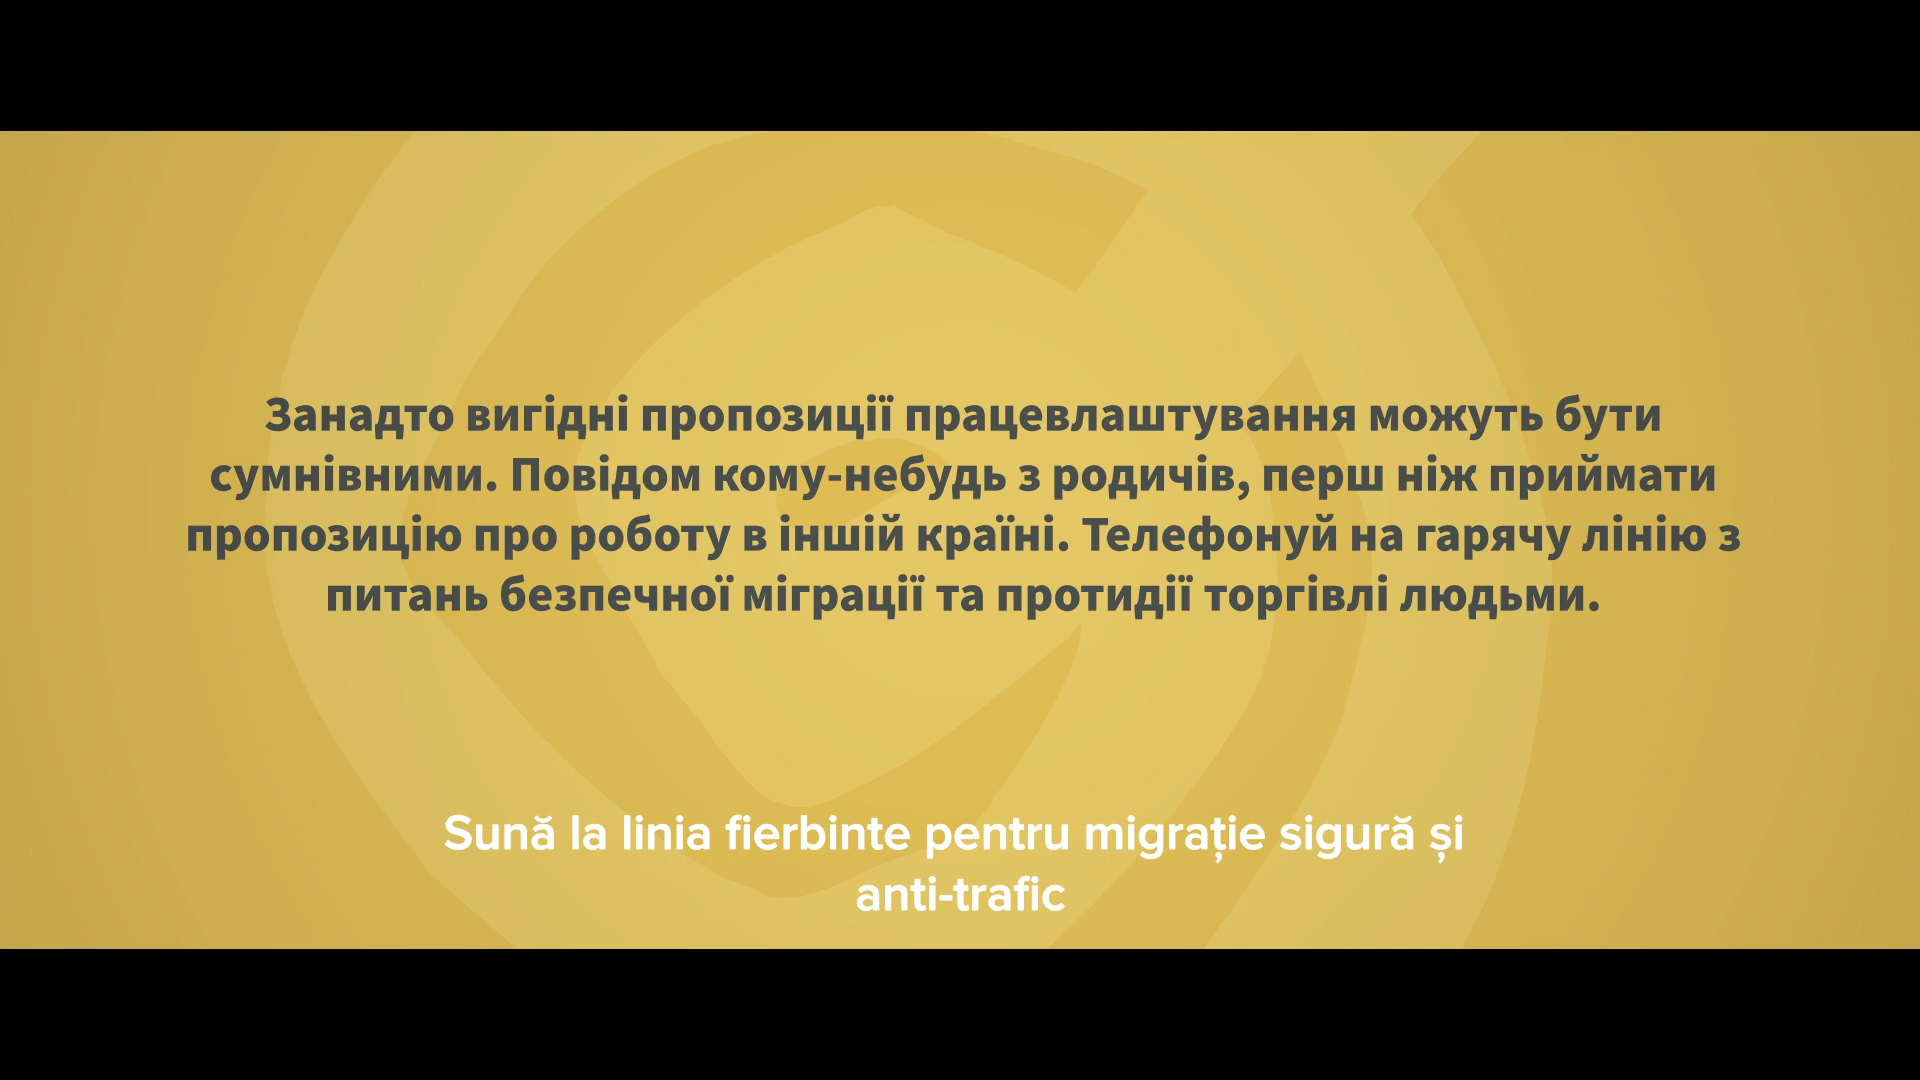 Занадто вигідні пропозиції працевлаштування можуть бути
сумнівними. Повідом кому-небудь з родичів, перш ніж приймати
пропозицію про роботу в іншій країні. Телефонуй на гарячу лінію з
питань безпечної міграції та протидії торгівлі людьми.
Sună la linia fierbinte pentru migrație sigură și
anti-trafic